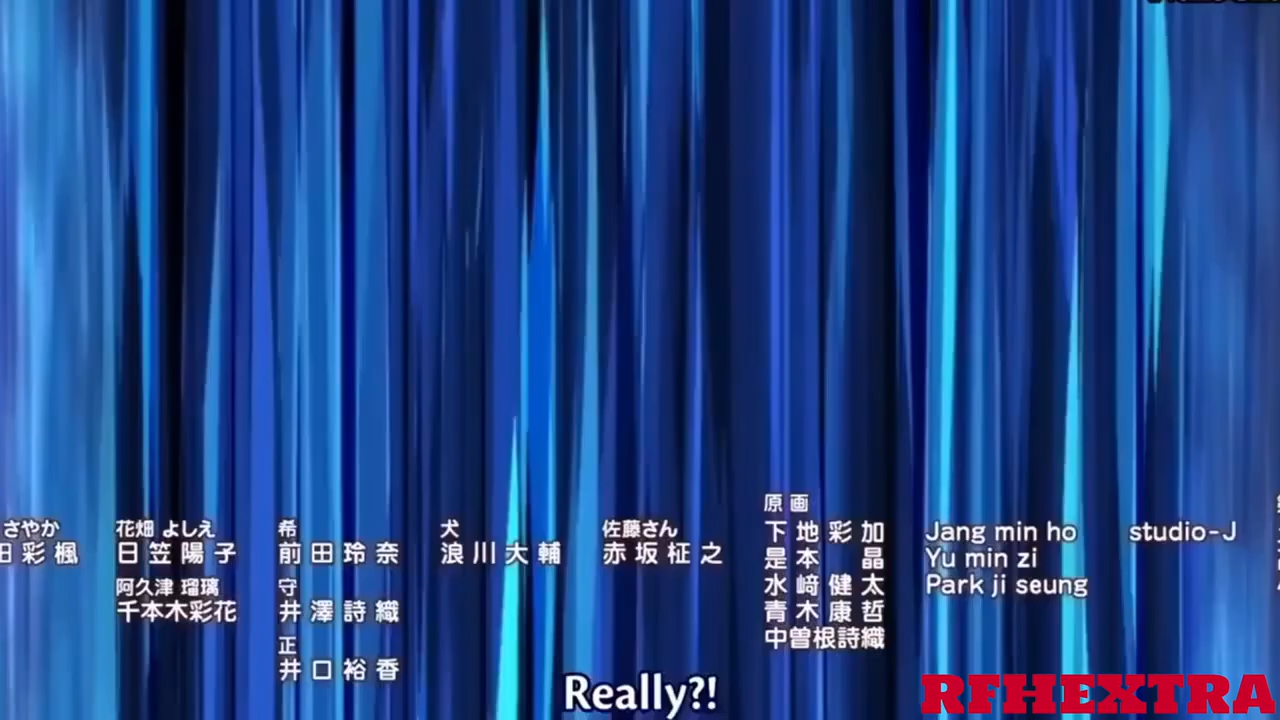 さやか
田彩楓
花畑 よしえ
日笠陽子
阿久津 瑠璃
千本木彩花
希
前田玲奈
守
井澤詩織
正
井口裕香
犬
浪川大輔
佐藤さん
赤坂柾之
原画
下地彩加
是本 晶
水﨑健太
青木康哲
中曽根詩織
Jang min ho
Yu min zi
Park ji seung
studio-J
Really?!
RFHEXTRA